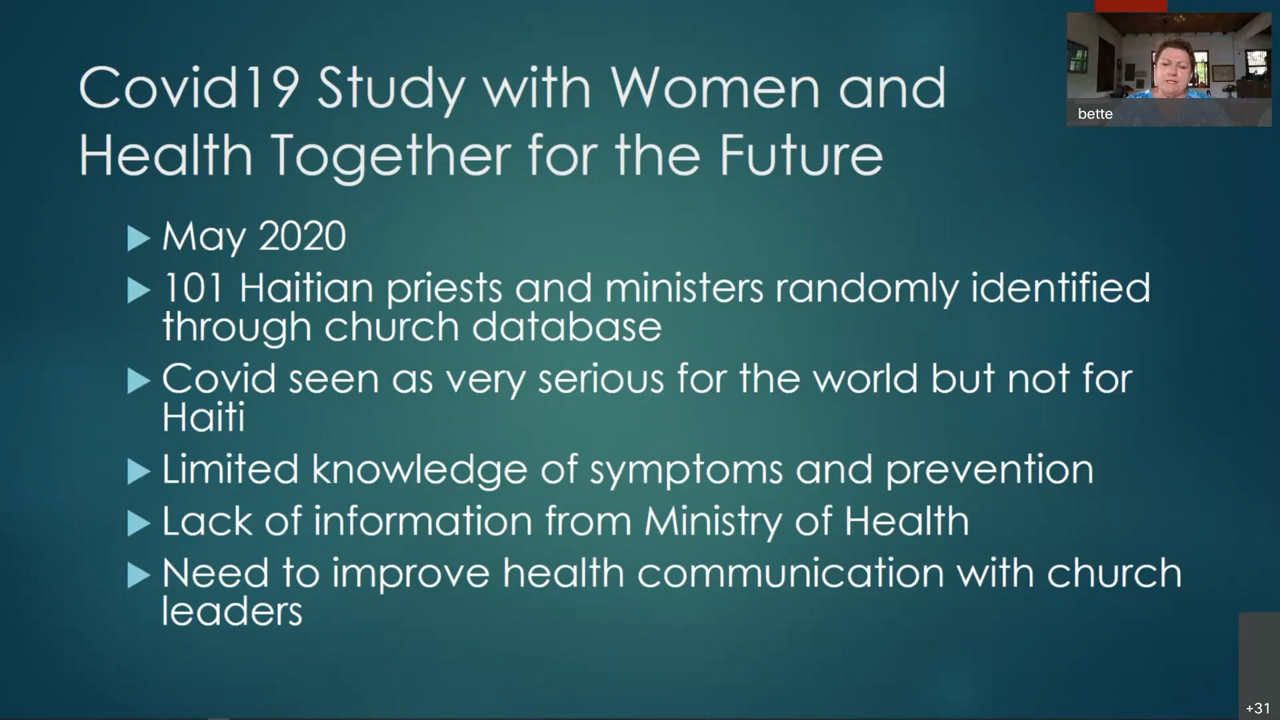 Covid19 Study with Women and
Health Together for the Future
bette
May 2020
101 Haitian priests and ministers randomly identified
through church database
Covid seen as very serious for the world but not for
Haiti
Limited knowledge of symptoms and prevention
Lack of information from Ministry of Health
Need to improve health communication with church
leaders
+31